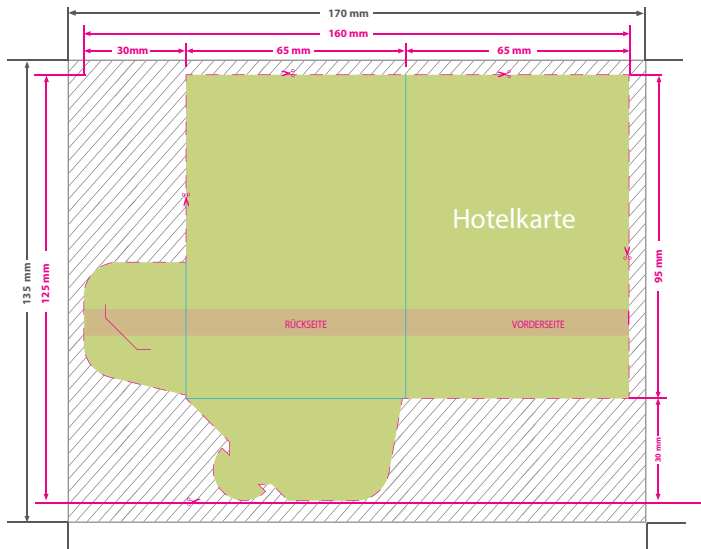 170 mm
160 mm
30mm
65 mm
65 mm
135 mm
125 mm
Hotelkarte
95 mm
RÜCKSEITE
VORDERSEITE
30 mm